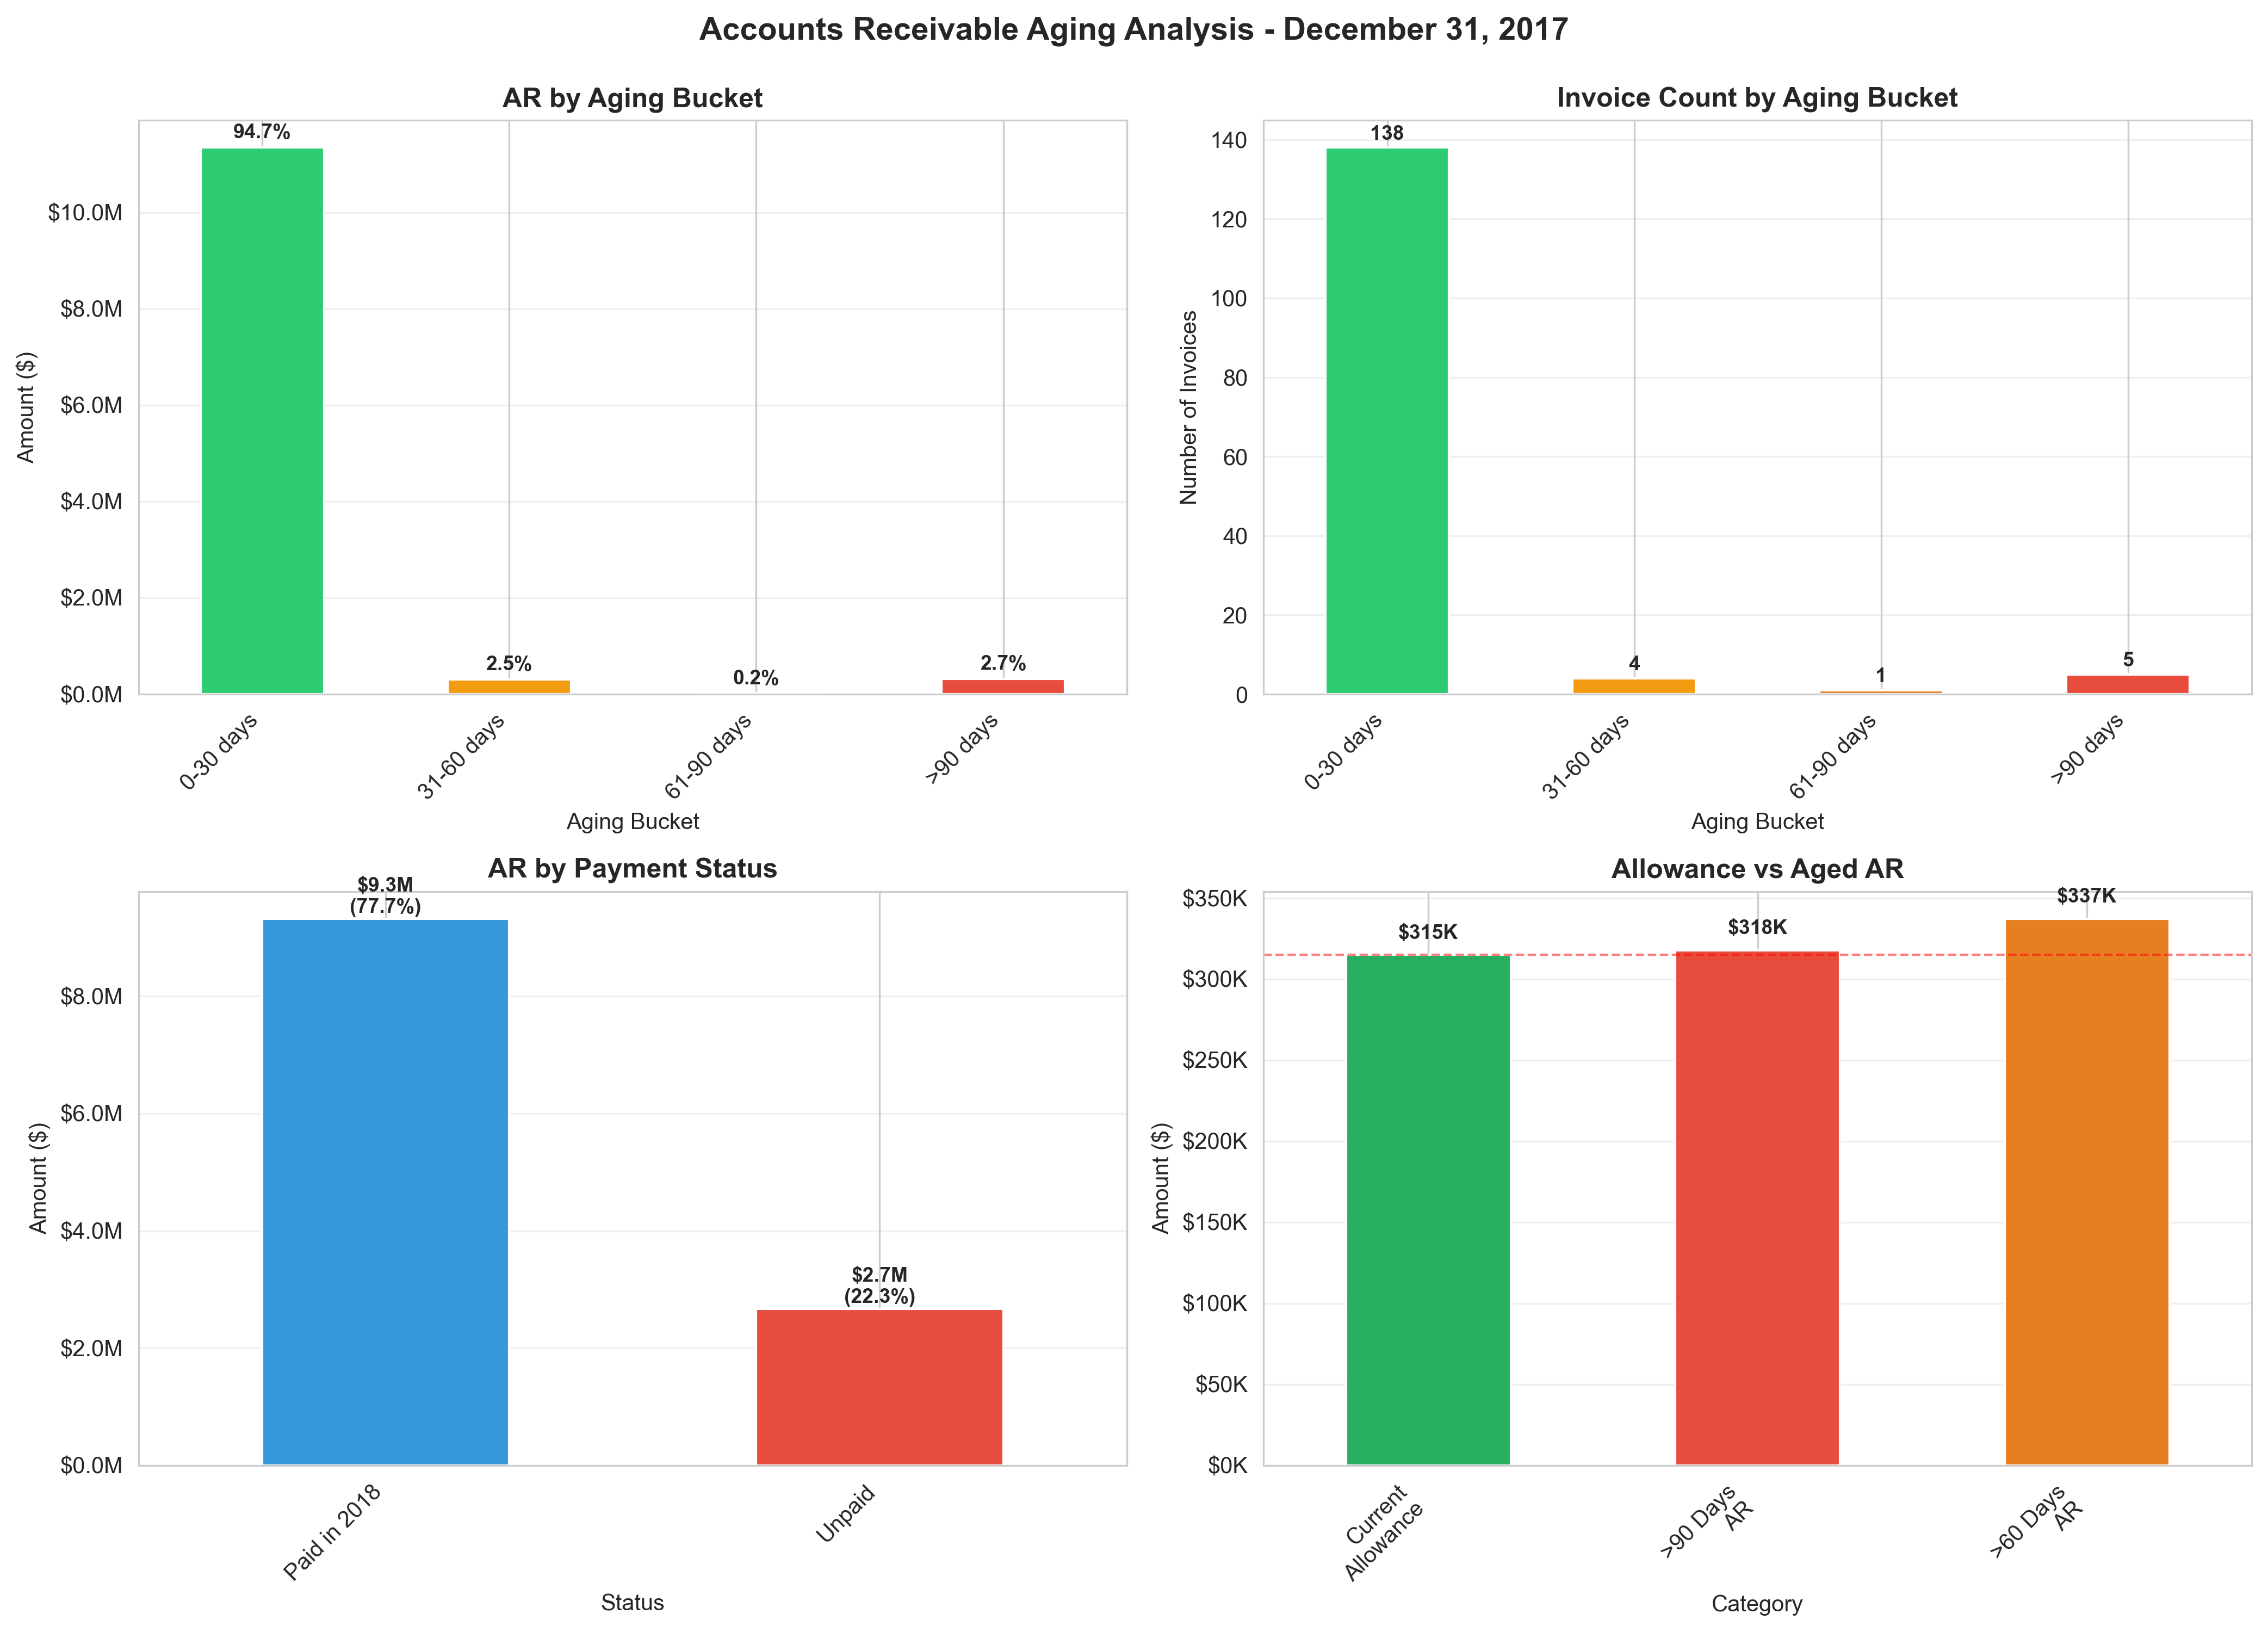 Accounts Receivable Aging Analysis - December 31, 2017
AR by Aging Bucket
94.7%
2.5%
0.2%
2.7%
$10.0M
$8.0M
$6.0M
$4.0M
$2.0M
$0.0M
Amount ($)
0-30 days
31-60 days
61-90 days
>90 days
Aging Bucket
Invoice Count by Aging Bucket
138
4
1
5
140
120
100
80
60
40
20
0
Number of Invoices
0-30 days
31-60 days
61-90 days
>90 days
Aging Bucket
AR by Payment Status
$9.3M
(77.7%)
$2.7M
(22.3%)
$8.0M
$6.0M
$4.0M
$2.0M
$0.0M
Amount ($)
Paid in 2018
Unpaid
Status
Allowance vs Aged AR
$315K
$318K
$337K
$350K
$300K
$250K
$200K
$150K
$100K
$50K
$0K
Amount ($)
Current
Allowance
>90 Days
AR
>60 Days
AR
Category